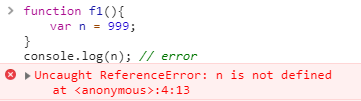 > function f1(){
    var n = 999;
}
console.log(n); // error
Uncaught ReferenceError: n is not defined
    at <anonymous>:4:13